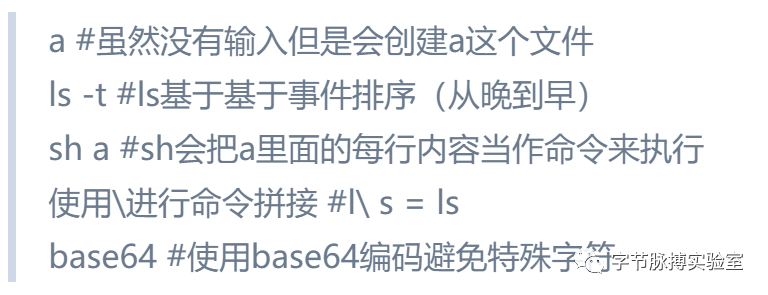 a #虽然没有输入但是会创建a这个文件
ls -t #ls基于基于事件排序（从晚到早）
sh a #sh会把a里面的每行内容当作命令来执行
使用\进行命令拼接 #l\ s = ls
base64 #使用base64编码避免特殊字符
字节脉搏实验室